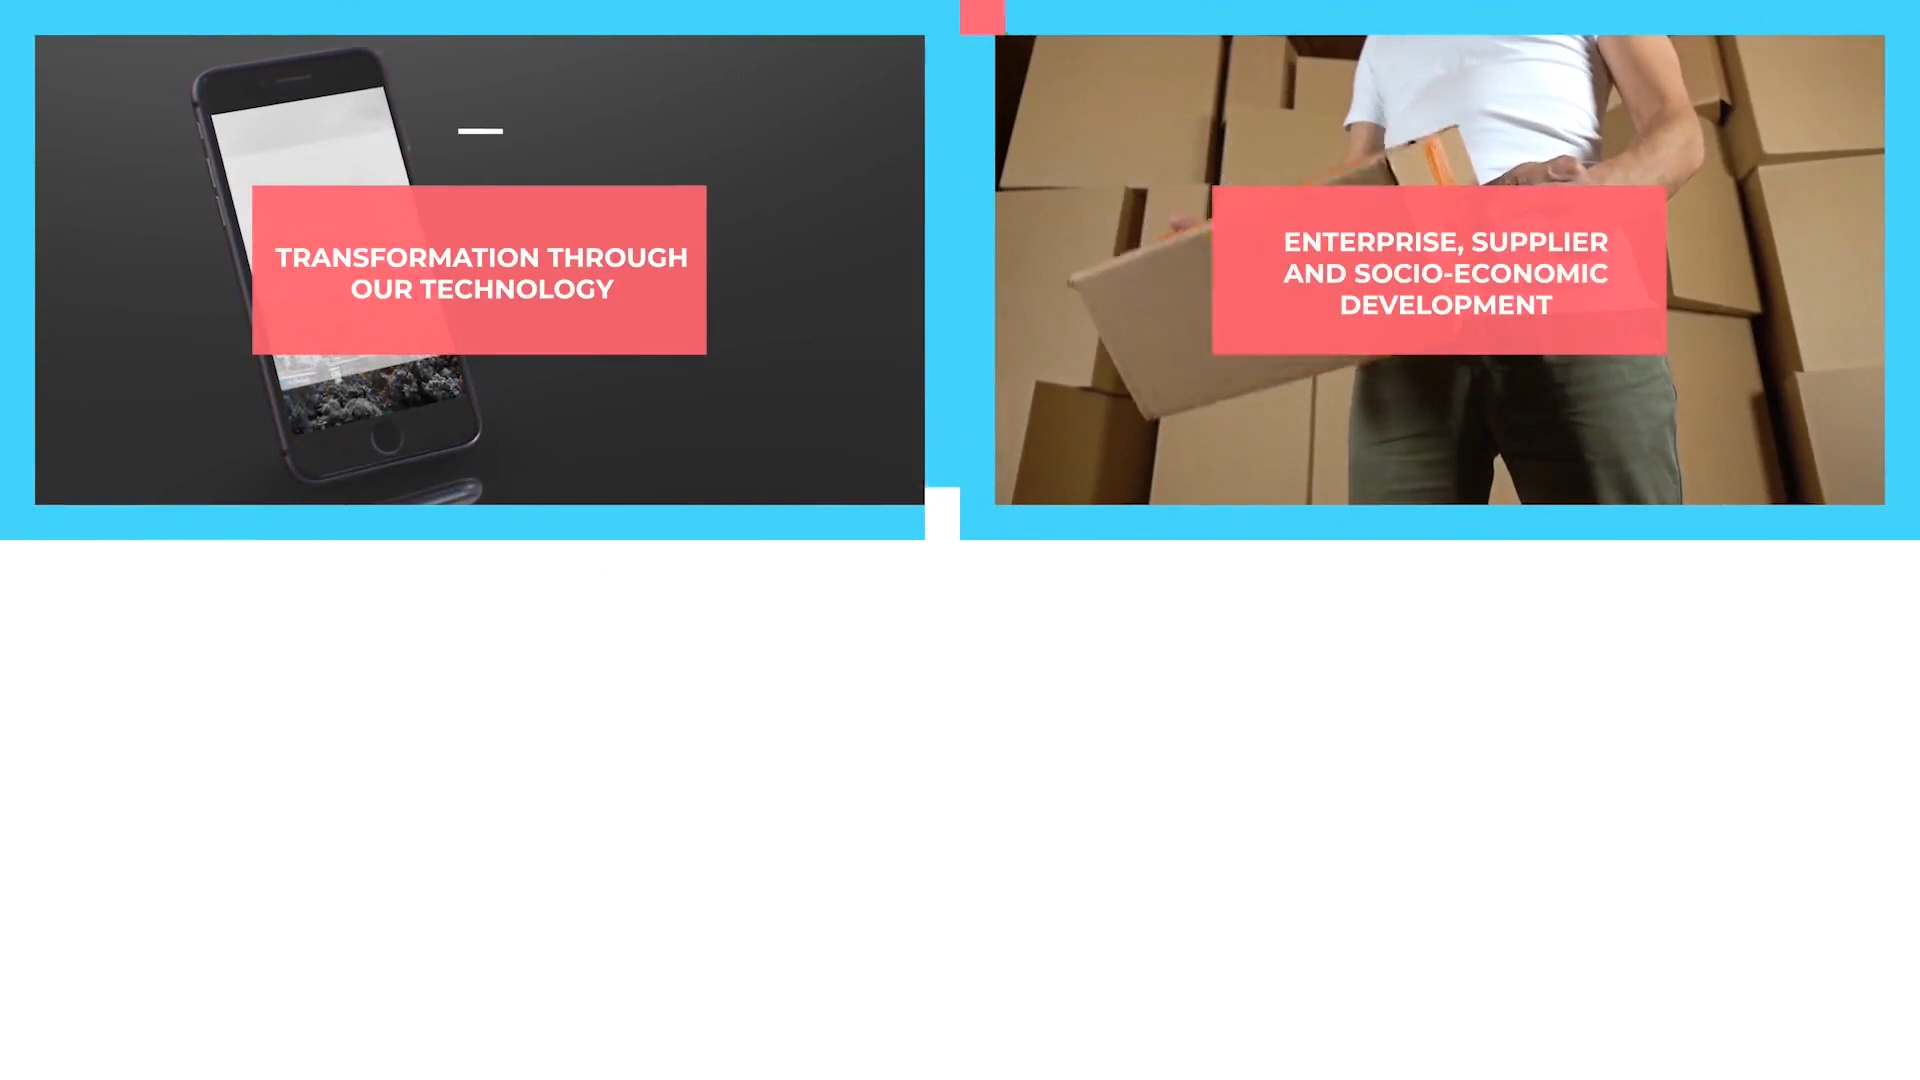 TRANSFORMATION THROUGH
OUR TECHNOLOGY
ENTERPRISE, SUPPLIER
AND SOCIO-ECONOMIC
DEVELOPMENT